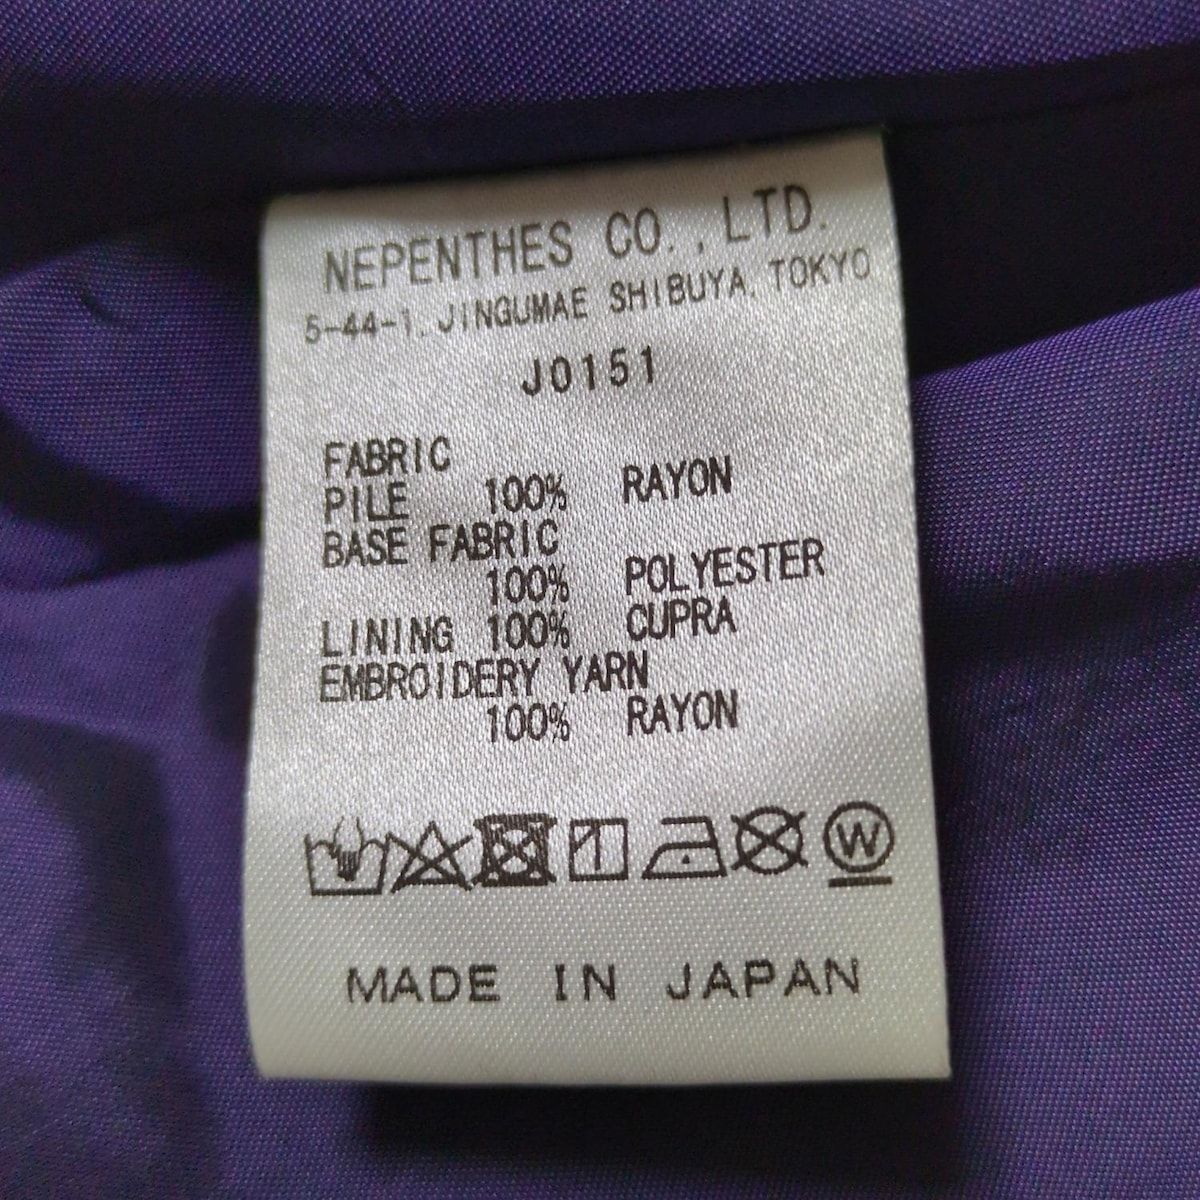 NEPENTHES CO., LTD.
5-44-1, JINGUMAE SHIBUYA, TOKYO
J0151
FABRIC
PILE 100% RAYON
BASE FABRIC
100% POLYESTER
LINING 100% CUPRA
EMBROIDERY YARN
100% RAYON
W
MADE IN JAPAN